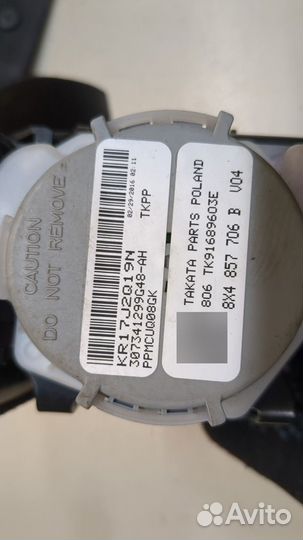 CAUTION
DO NOT REMOVE
02/29/2016 02:11
TKPP
KR17J2Q19N
307341299G48-AH
PPMCUQ08GK
TAKATA PARTS POLAND
806 TK91689603E
8X4 857 706 B V04
Avito